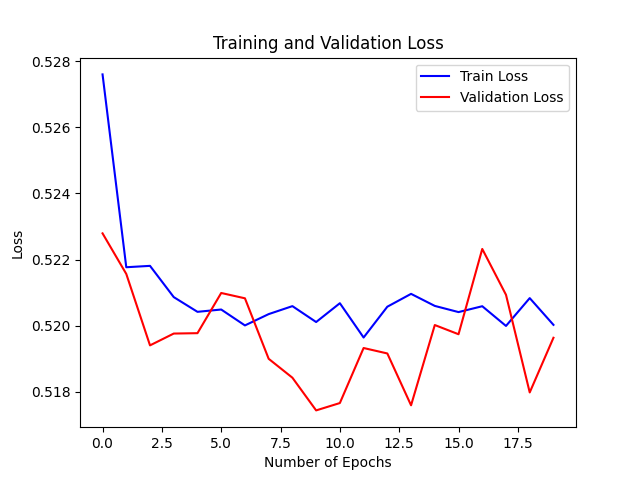 Training and Validation Loss
Train Loss
Validation Loss
Loss
0.528
0.526
0.524
0.522
0.520
0.518
0.0 2.5 5.0 7.5 10.0 12.5 15.0 17.5
Number of Epochs